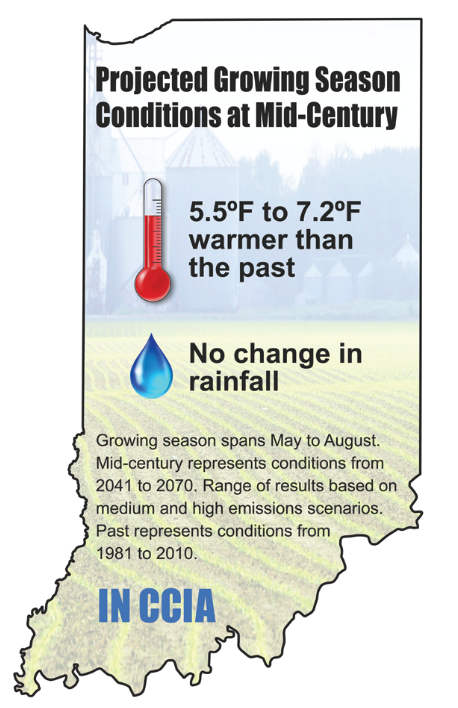 Projected Growing Season
Conditions at Mid-Century
5.5ºF to 7.2ºF
warmer than
the past
No change in
rainfall
Growing season spans May to August.
Mid-century represents conditions from
2041 to 2070. Range of results based on
medium and high emissions scenarios.
Past represents conditions from
1981 to 2010.
IN CCIA